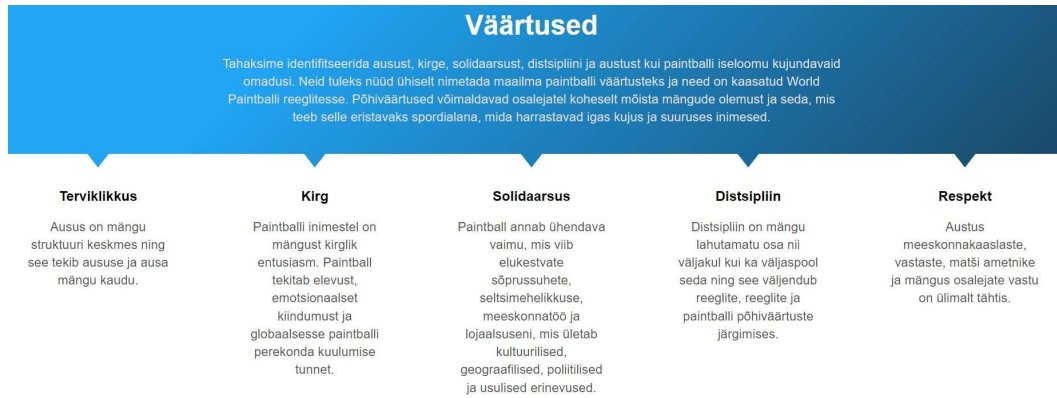 Väärtused
Tahaksime identifitseerida ausust, kirge, solidaarsust, distsipliini ja austust kui paintballi iseloomu kujundavaid
omadusi. Neid tuleks nüüd ühiselt nimetada maailma paintballi väärtusteks ja need on kaasatud World
Paintballi reeglitesse. Põhiväärtused võimaldavad osalejatel koheselt mõista mängude olemust ja seda, mis
teeb selle eristavaks spordialana, mida harrastavad igas kujus ja suuruses inimesed.
Terviklikkus
Ausus on mängu
struktuuri keskmes ning
see tekib aususe ja ausa
mängu kaudu.
Kirg
Paintballi inimestel on
mängust kirglik
entusiasm. Paintball
tekitab elevust,
emotsionaalset
kiindumust ja
globaalsesse paintballi
perekonda kuulumise
tunnet.
Solidaarsus
Paintball annab ühendava
vaimu, mis viib
elukestvate
sõprussuhete,
seltsimehelikkuse,
meeskonnatöö ja
lojaalsuseni, mis ületab
kultuurilised,
geograafilised, poliitilised
ja usulised erinevused.
Distsipliin
Distsipliin on mängu
lahutamatu osa nii
väljakul kui ka väljaspool
seda ning see väljendub
reeglite, reeglite ja
paintballi põhiväärtuste
järgimises.
Respekt
Austus
meeskonnakaaslaste,
vastaste, matši ametnike
ja mängus osalejate vastu
on ülimalt tähtis.